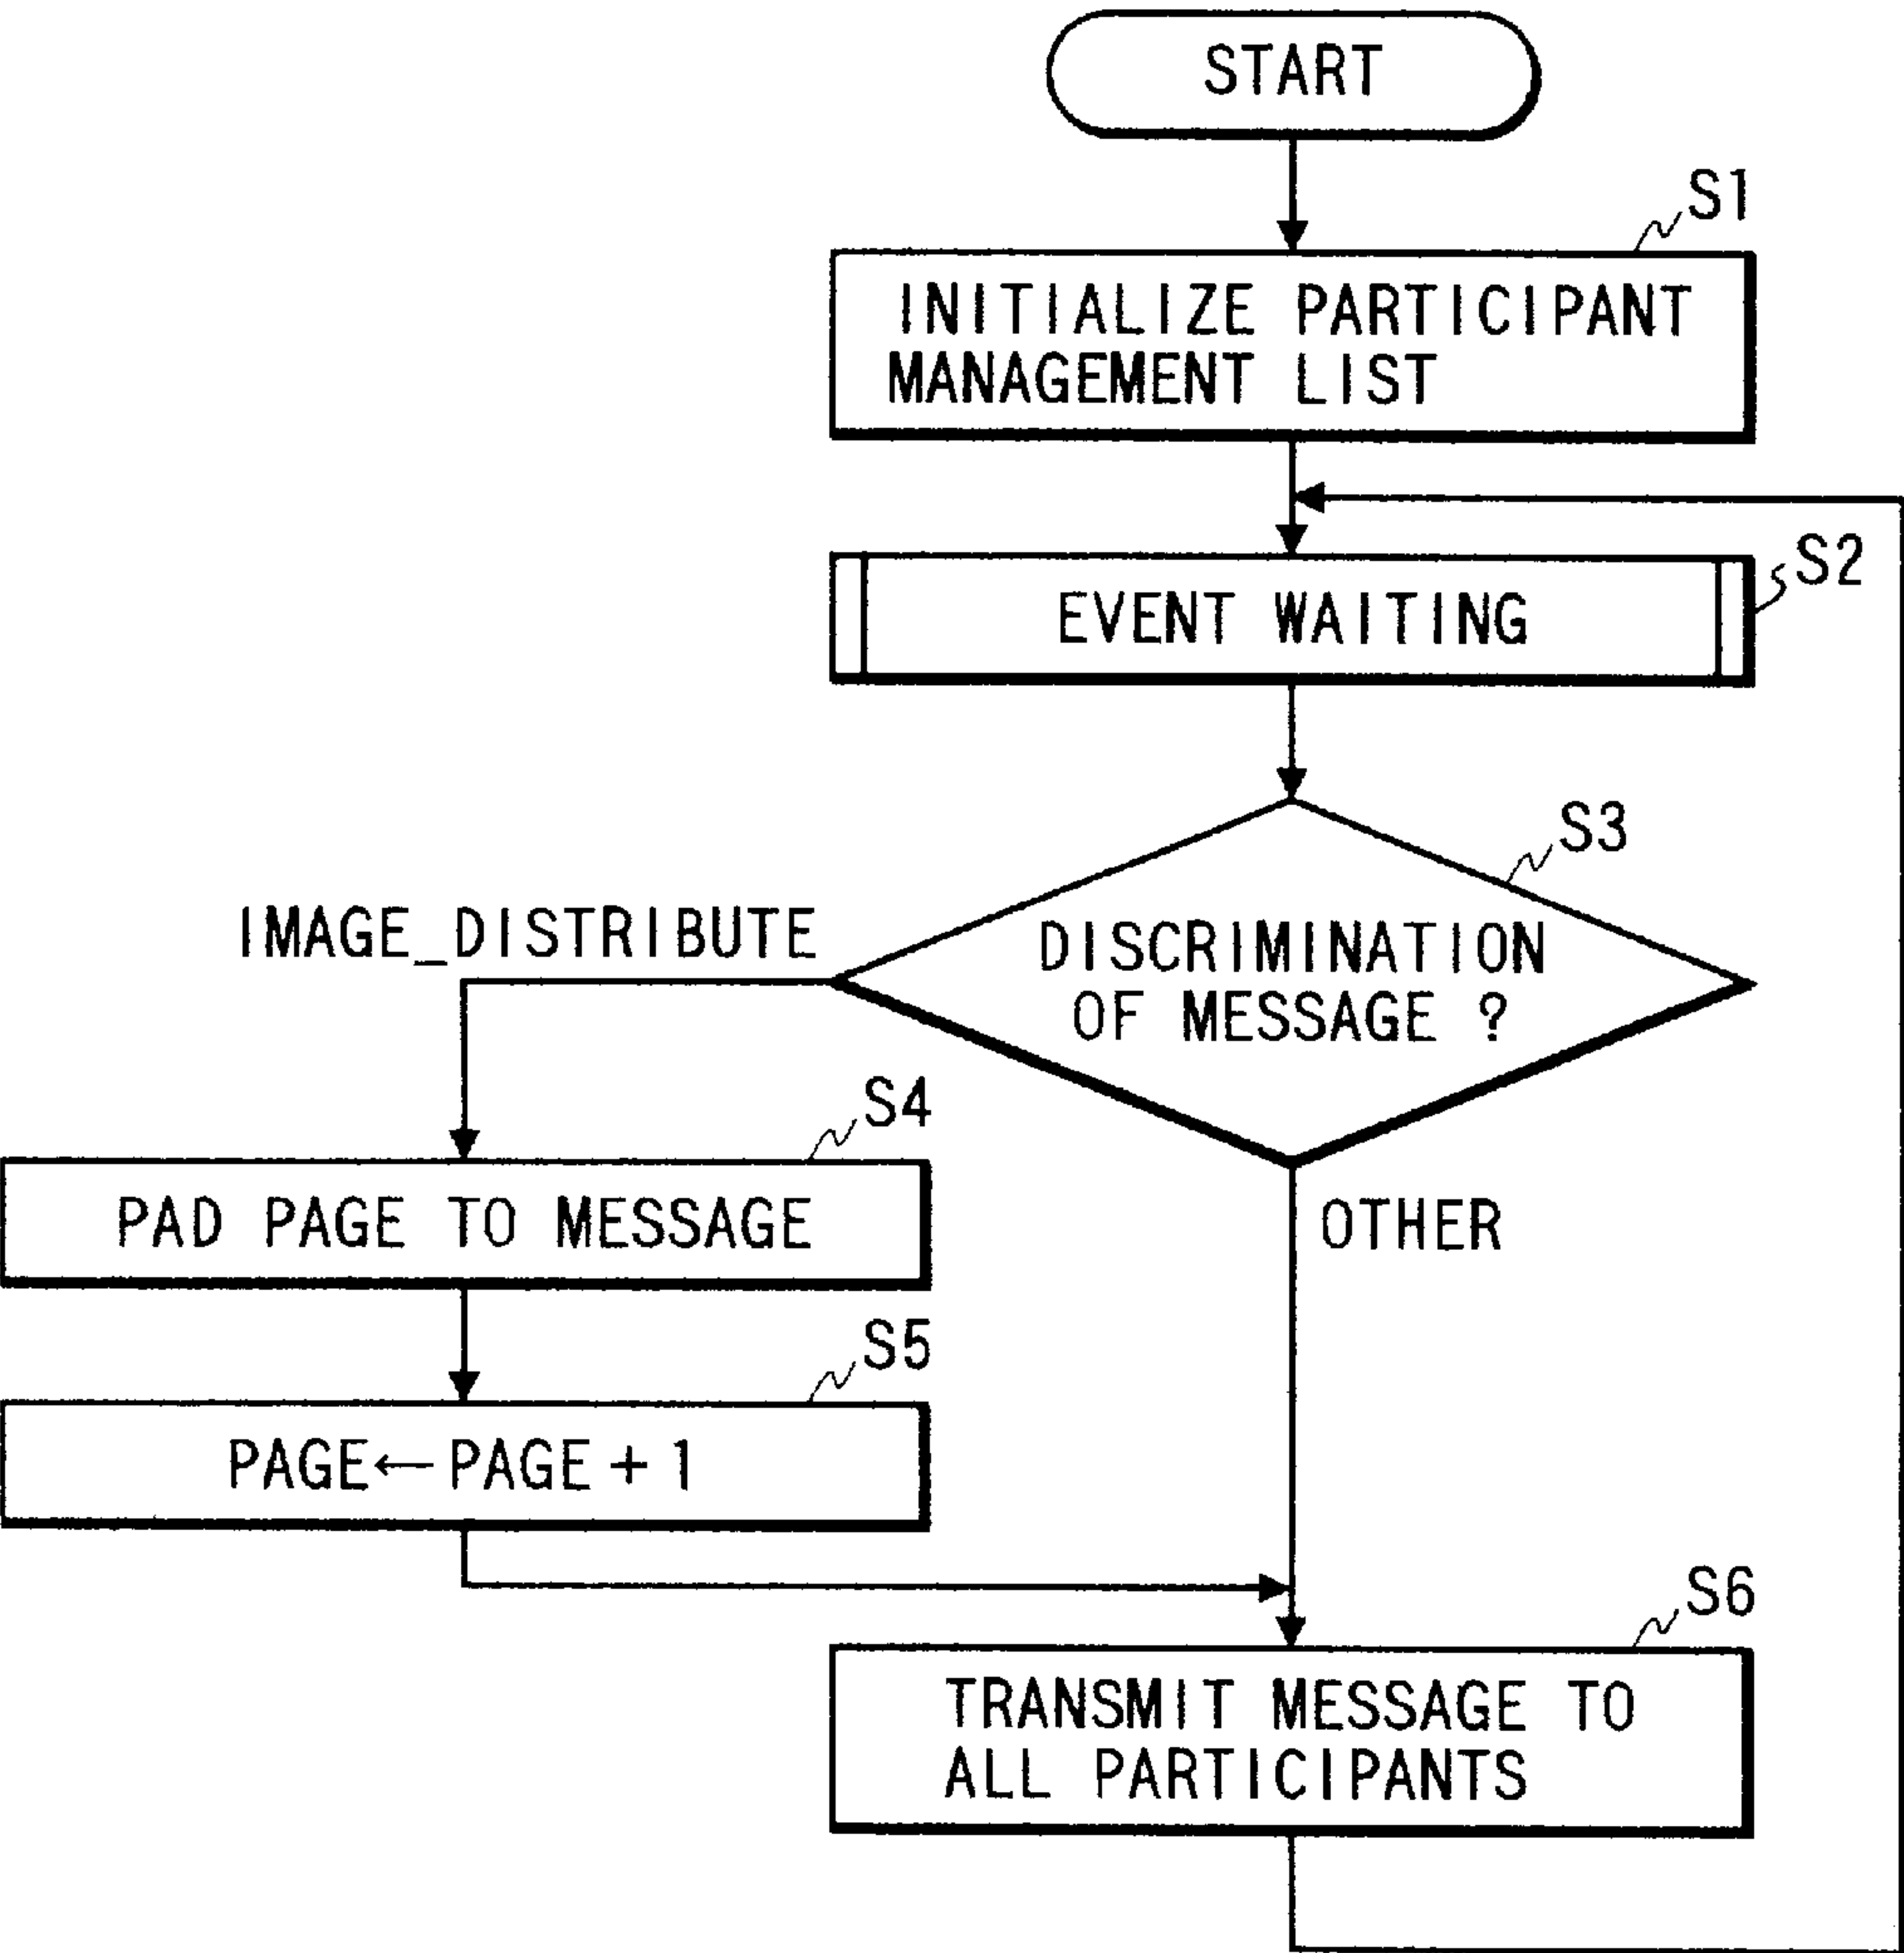 START
S1
INITIALIZE PARTICIPANT
MANAGEMENT LIST
S2
EVENT WAITING
S3
DISCRIMINATION
OF MESSAGE ?
IMAGE_DISTRIBUTE
S4
PAD PAGE TO MESSAGE
OTHER
S5
PAGE←PAGE+1
S6
TRANSMIT MESSAGE TO
ALL PARTICIPANTS